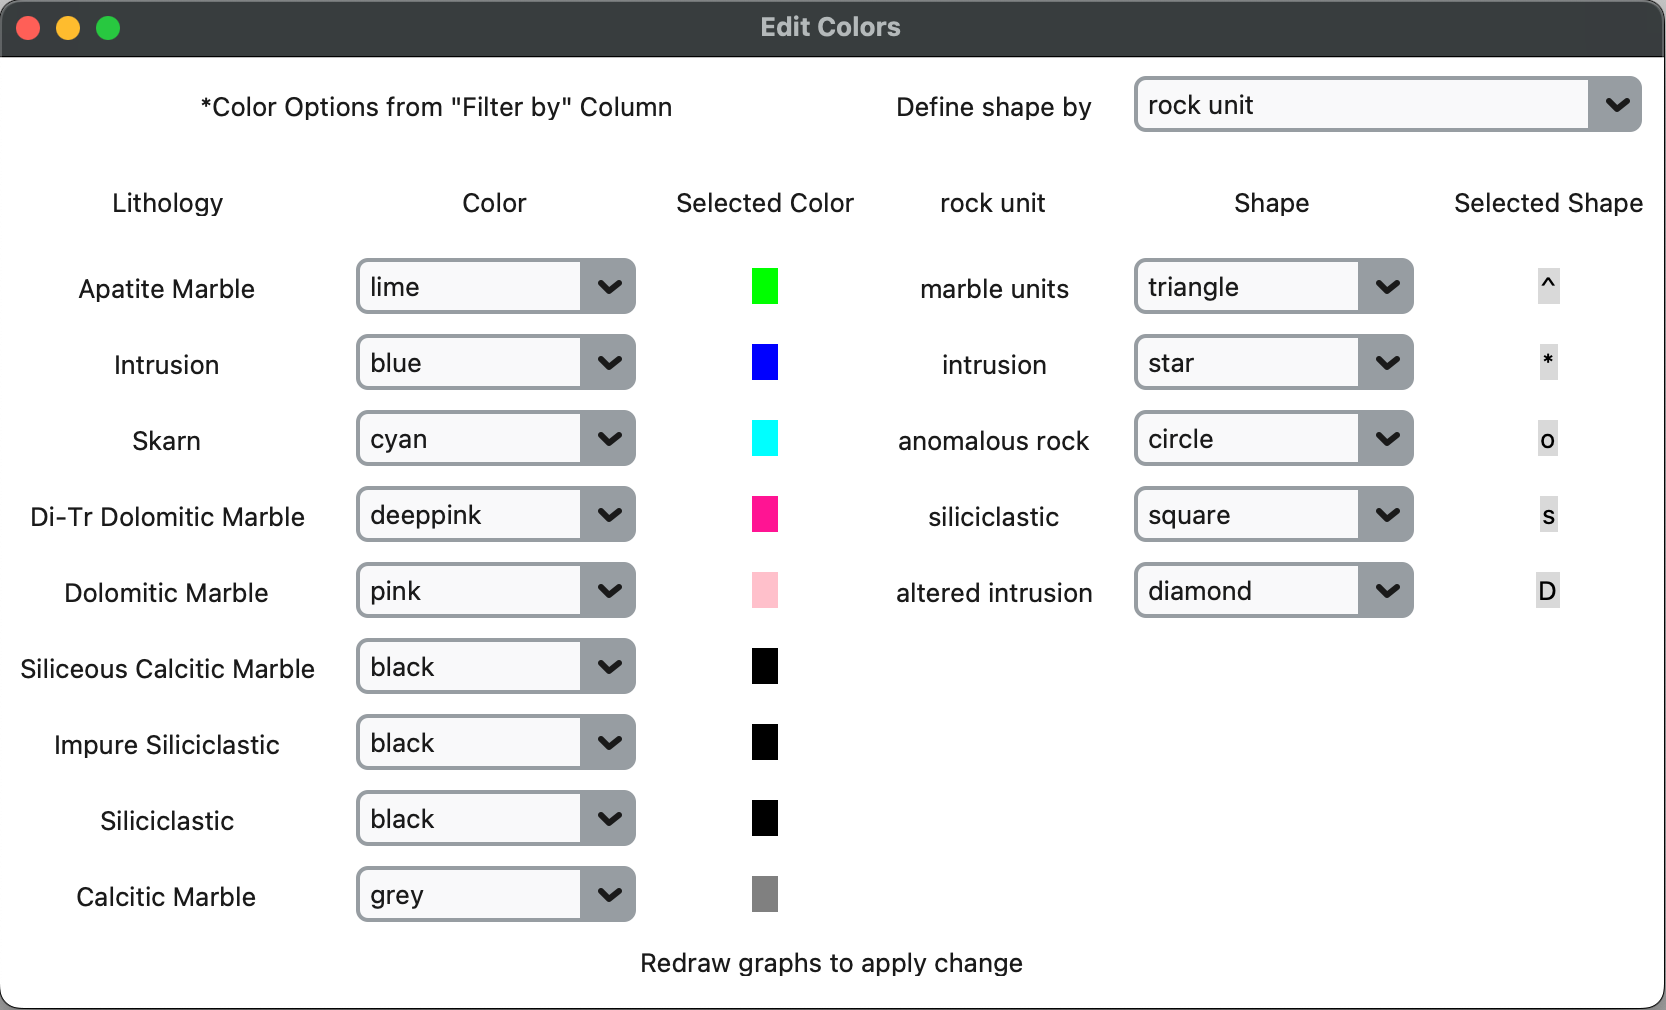 Edit Colors
*Color Options from "Filter by" Column Define shape by rock unit
Lithology Color Selected Color rock unit Shape Selected Shape
Apatite Marble lime marble units triangle ^
Intrusion blue intrusion star *
Skarn cyan anomalous rock circle o
Di-Tr Dolomitic Marble deeppink siliciclastic square s
Dolomitic Marble pink altered intrusion diamond D
Siliceous Calcitic Marble black
Impure Siliciclastic black
Siliciclastic black
Calcitic Marble grey
Redraw graphs to apply change